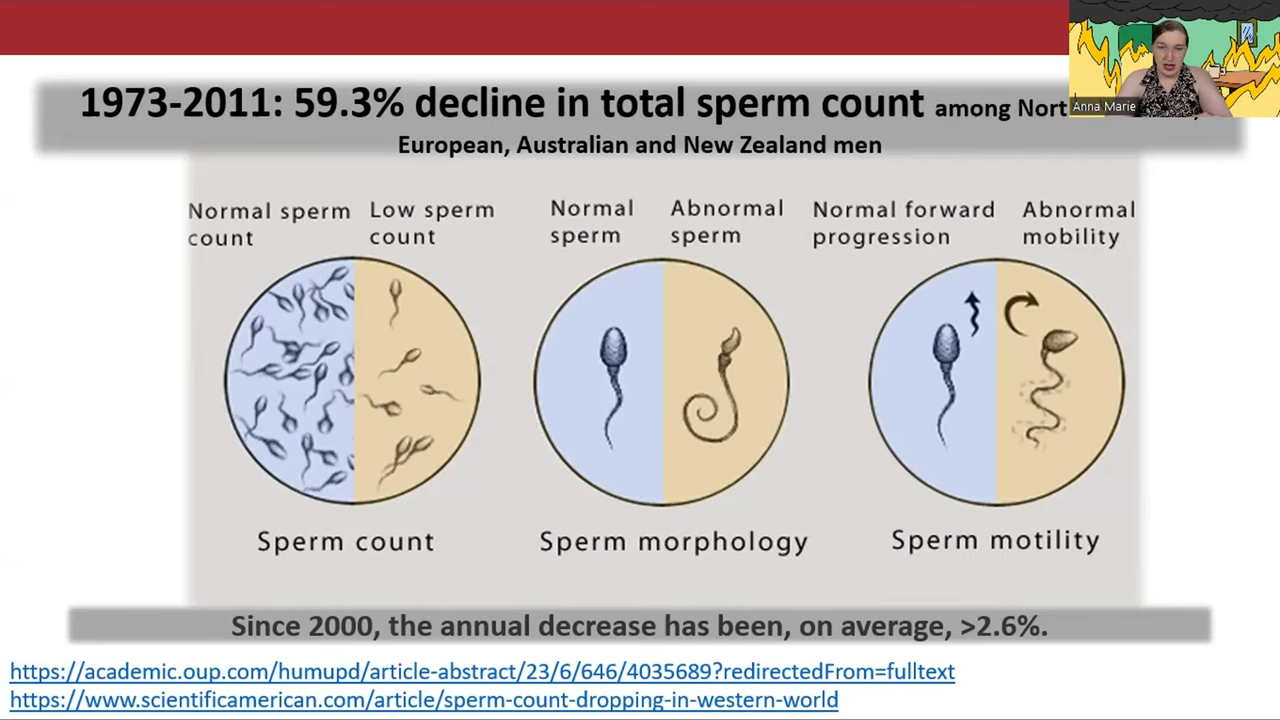 1973-2011: 59.3% decline in total sperm count among
European, Australian and New Zealand men
Normal sperm count
Low sperm count
Normal sperm
Abnormal sperm
Normal forward progression
Abnormal mobility
Sperm count
Sperm morphology
Sperm motility
Since 2000, the annual decrease has been, on average, >2.6%.
https://academic.oup.com/humupd/article-abstract/23/6/646/4035689?redirectedFrom=fulltext
https://www.scientificamerican.com/article/sperm-count-dropping-in-western-world
Anna Marie